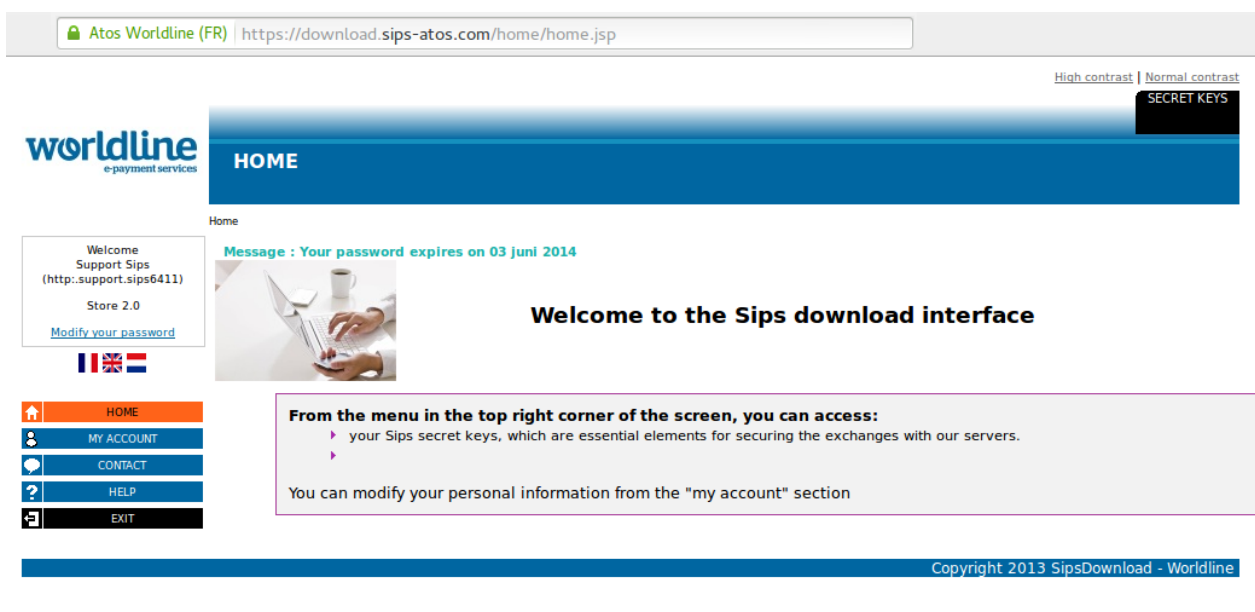 Atos Worldline (FR) https://download.sips-atos.com/home/home.jsp
High contrast | Normal contrast
SECRET KEYS
worldline
e-payment services
HOME
Home
Welcome
Support Sips
(http:.support.sips6411)
Store 2.0
Modify your password
Message : Your password expires on 03 juni 2014
Welcome to the Sips download interface
HOME
MY ACCOUNT
CONTACT
HELP
EXIT
From the menu in the top right corner of the screen, you can access:
your Sips secret keys, which are essential elements for securing the exchanges with our servers.
You can modify your personal information from the "my account" section
Copyright 2013 SipsDownload - Worldline